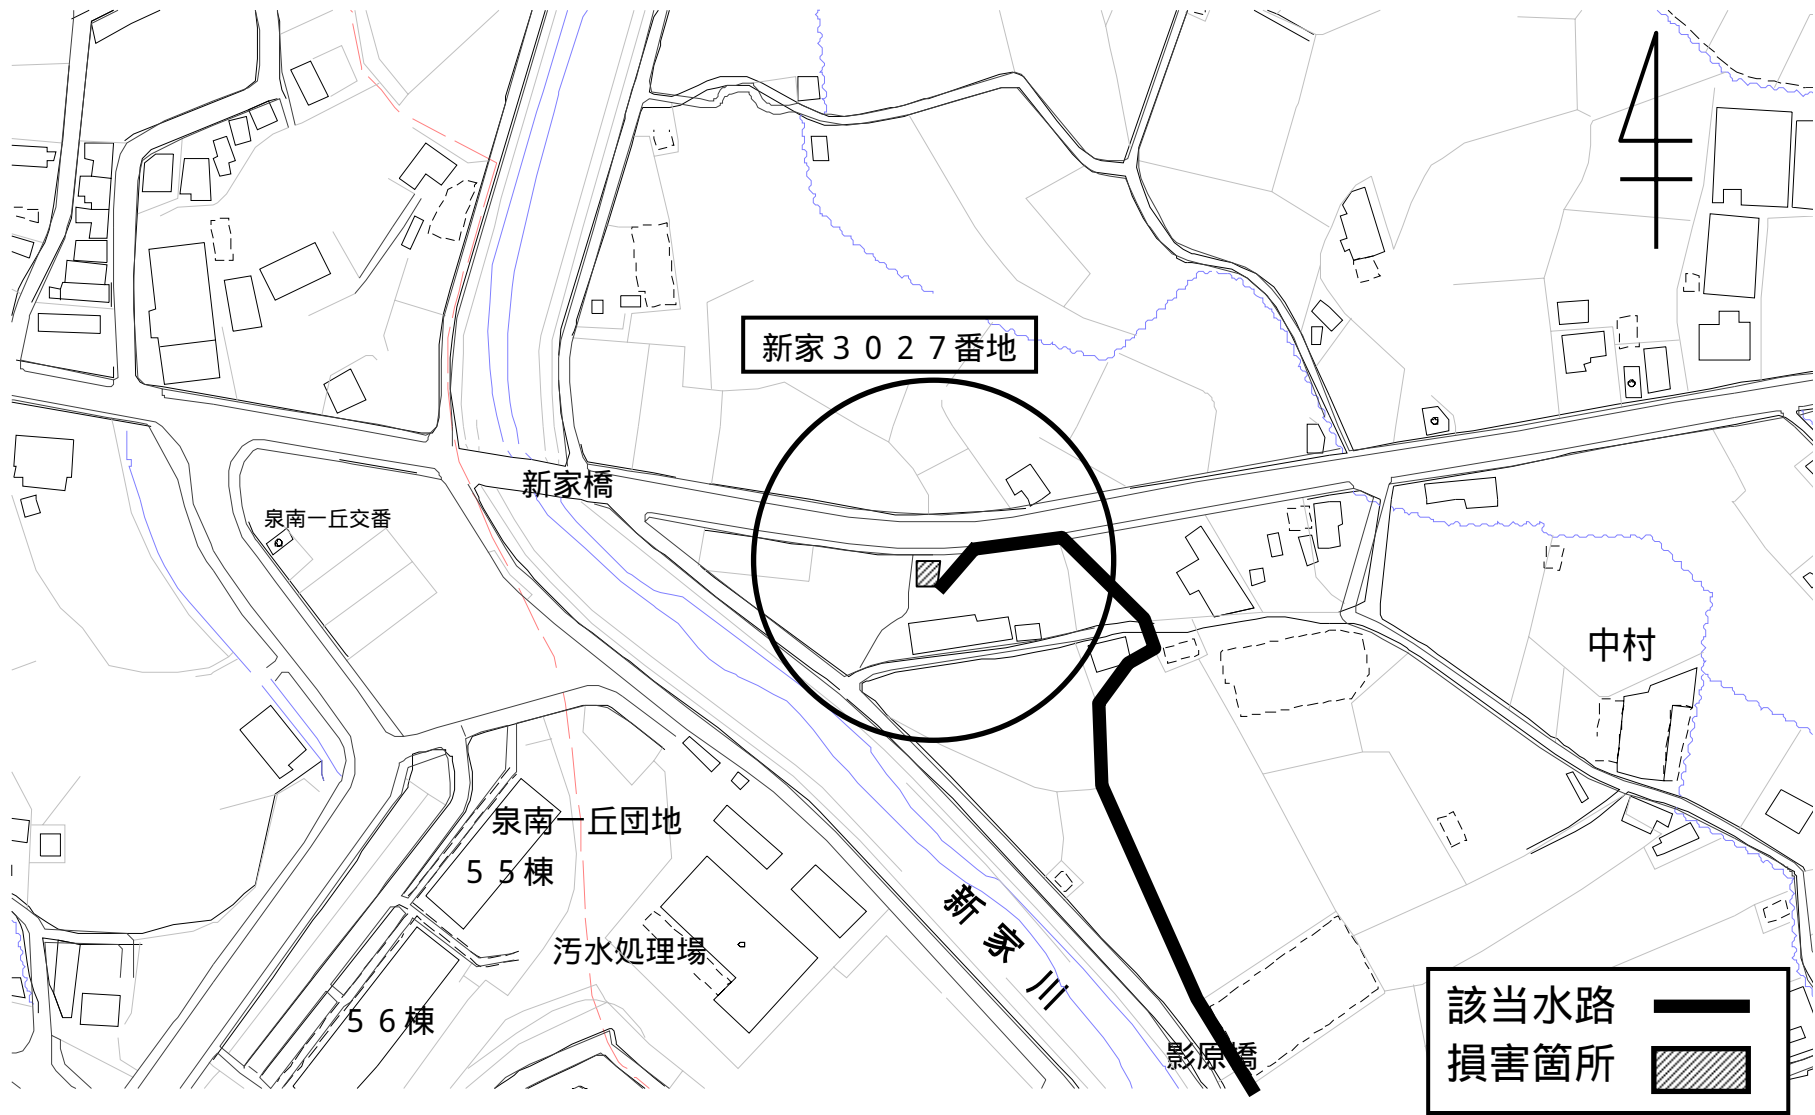 新家３０２７番地
新家橋
泉南一丘交番
中村
泉南一丘団地
５５棟
新家川
汚水処理場
５６棟
影原橋
該当水路
損害箇所